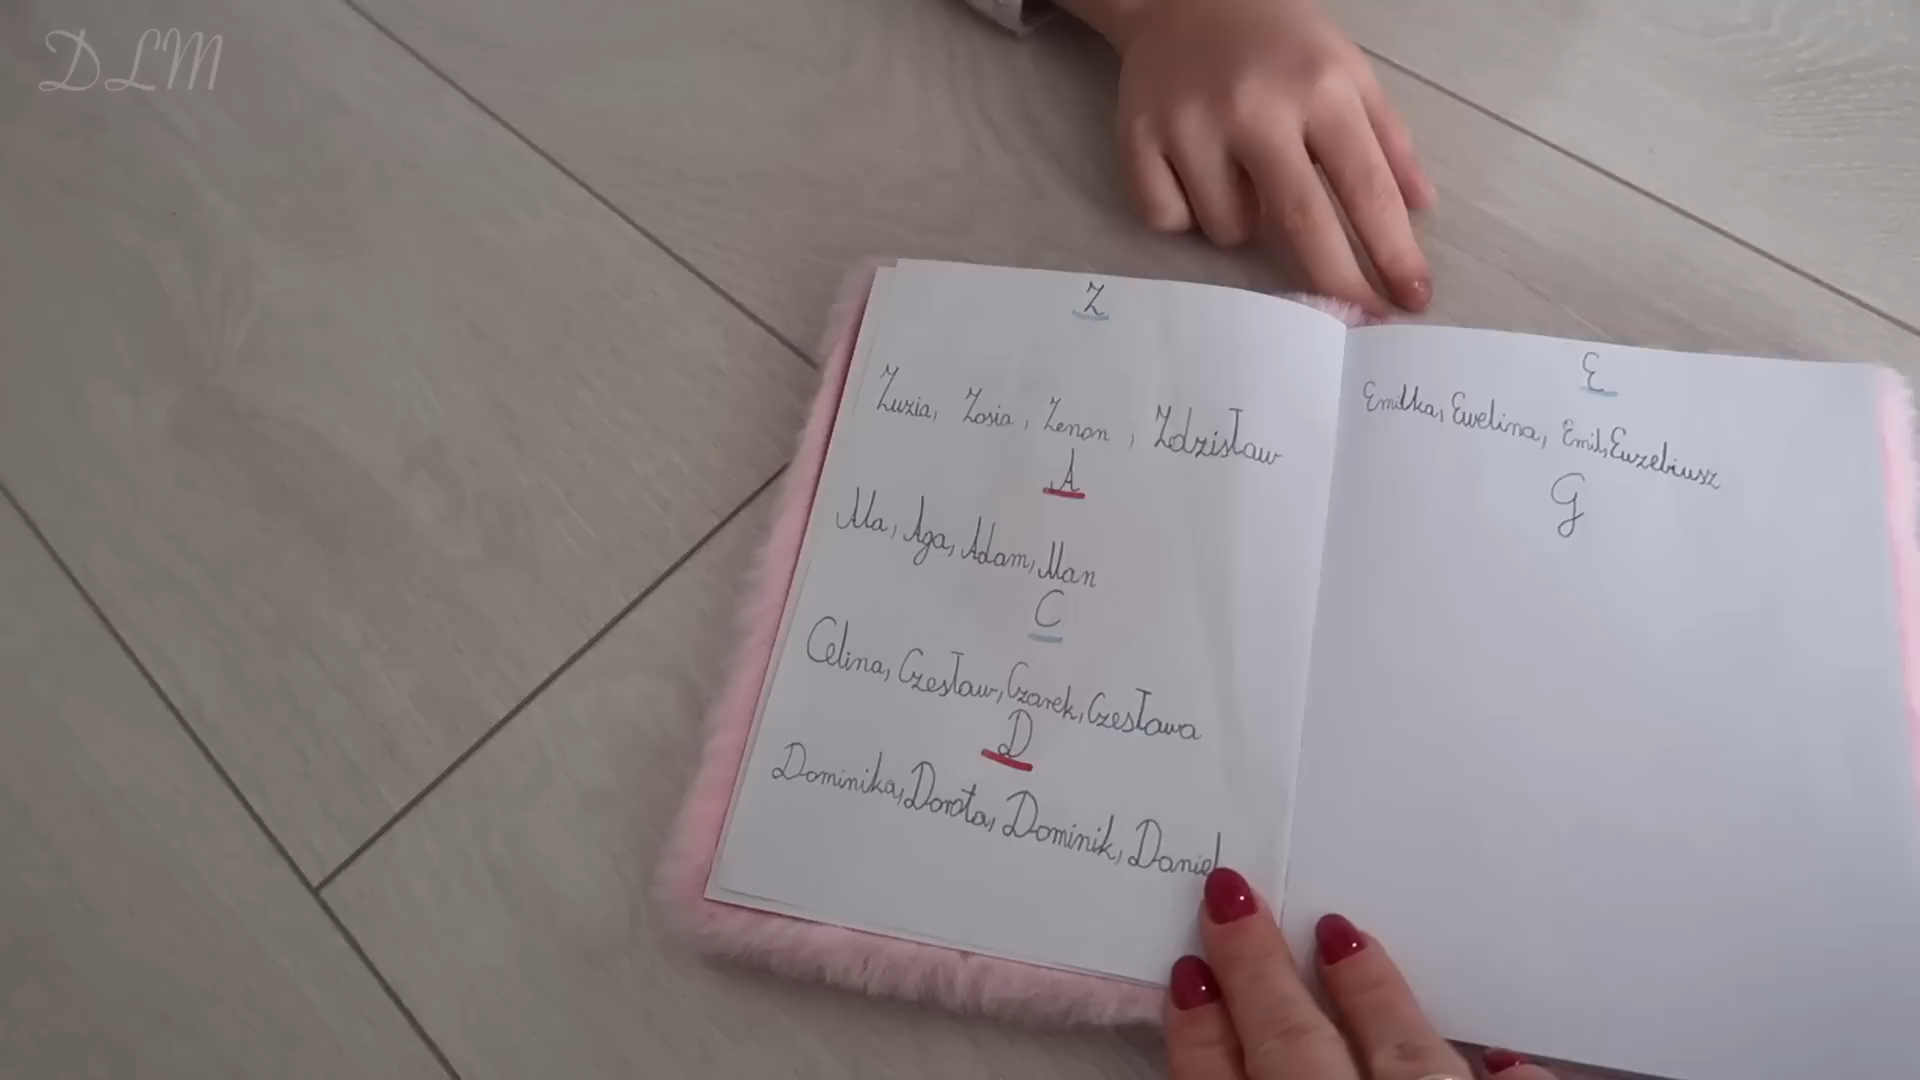 DLM
Z
Zuzia, Zosia, Zenon, Zdzisław
A
Ala, Aga, Adam, Alan
C
Celina, Czesław, Czarek, Czesława
D
Dominika, Dorota, Dominik, Daniel
E
Emilka, Ewelina, Emil, Euzebiusz
G